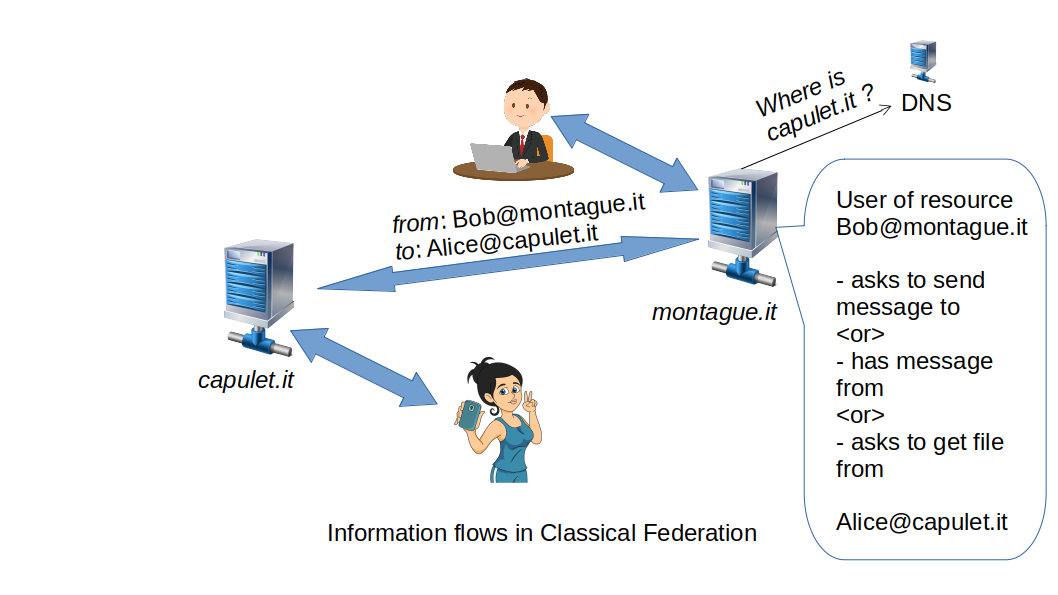 Where is
capulet.it ?
DNS
from: Bob@montague.it
to: Alice@capulet.it
montague.it
capulet.it
User of resource
Bob@montague.it
- asks to send
message to
<or>
- has message
from
<or>
- asks to get file
from
Alice@capulet.it
Information flows in Classical Federation